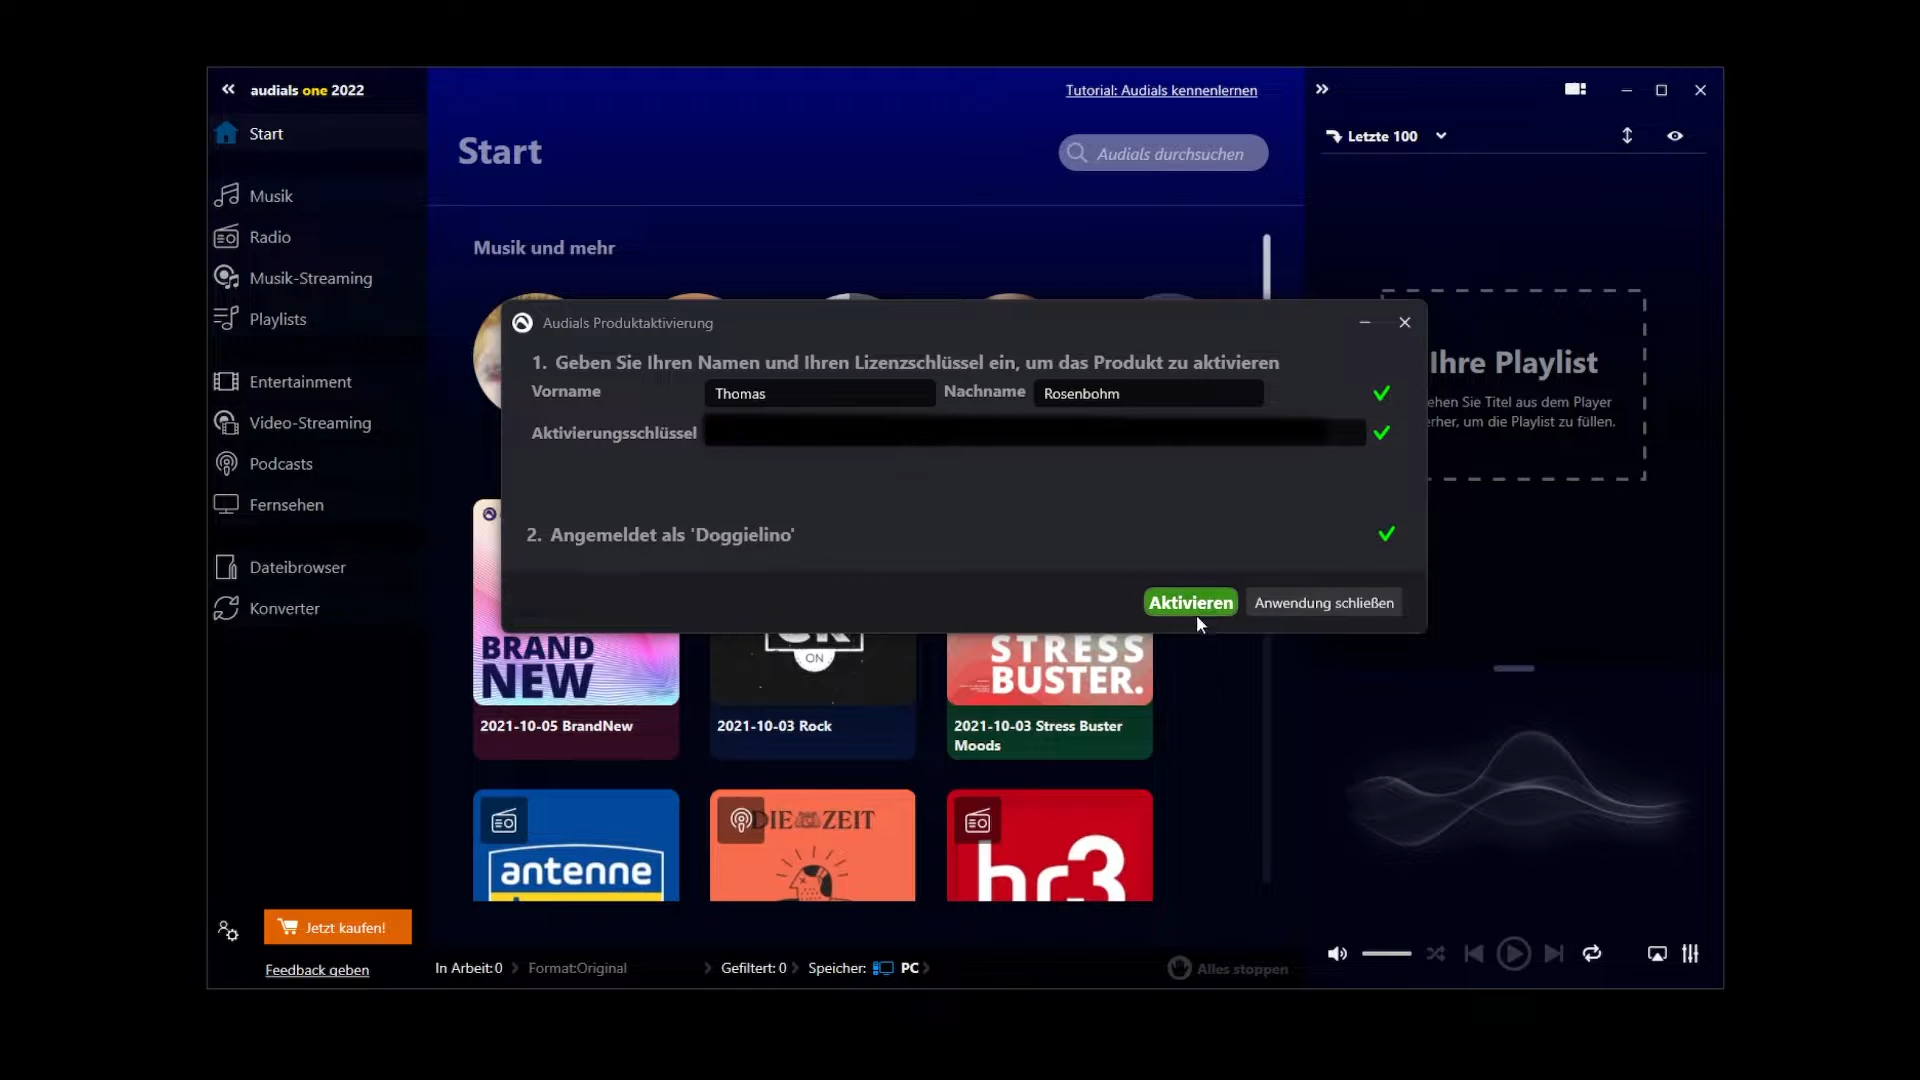 audials one 2022
Tutorial: Audials kennenlernen
Start
Start
Audials durchsuchen
Letzte 100
Musik
Radio
Musik-Streaming
Playlists
Entertainment
Video-Streaming
Podcasts
Fernsehen
Dateibrowser
Konverter
Musik und mehr
Audials Produktaktivierung
1. Geben Sie Ihren Namen und Ihren Lizenzschlüssel ein, um das Produkt zu aktivieren
Vorname Thomas Nachname Rosenbohm
Aktivierungsschlüssel
2. Angemeldet als 'Doggielino'
Aktivieren Anwendung schließen
Ihre Playlist
ehen Sie Titel aus dem Player
erher, um die Playlist zu füllen.
BRAND
NEW
2021-10-05 BrandNew
ON
2021-10-03 Rock
STRESS
BUSTER.
2021-10-03 Stress Buster
Moods
antenne
DIE ZEIT
hr3
Jetzt kaufen!
Feedback geben
In Arbeit:0 Format:Original Gefiltert: 0 Speicher: PC Alles stoppen